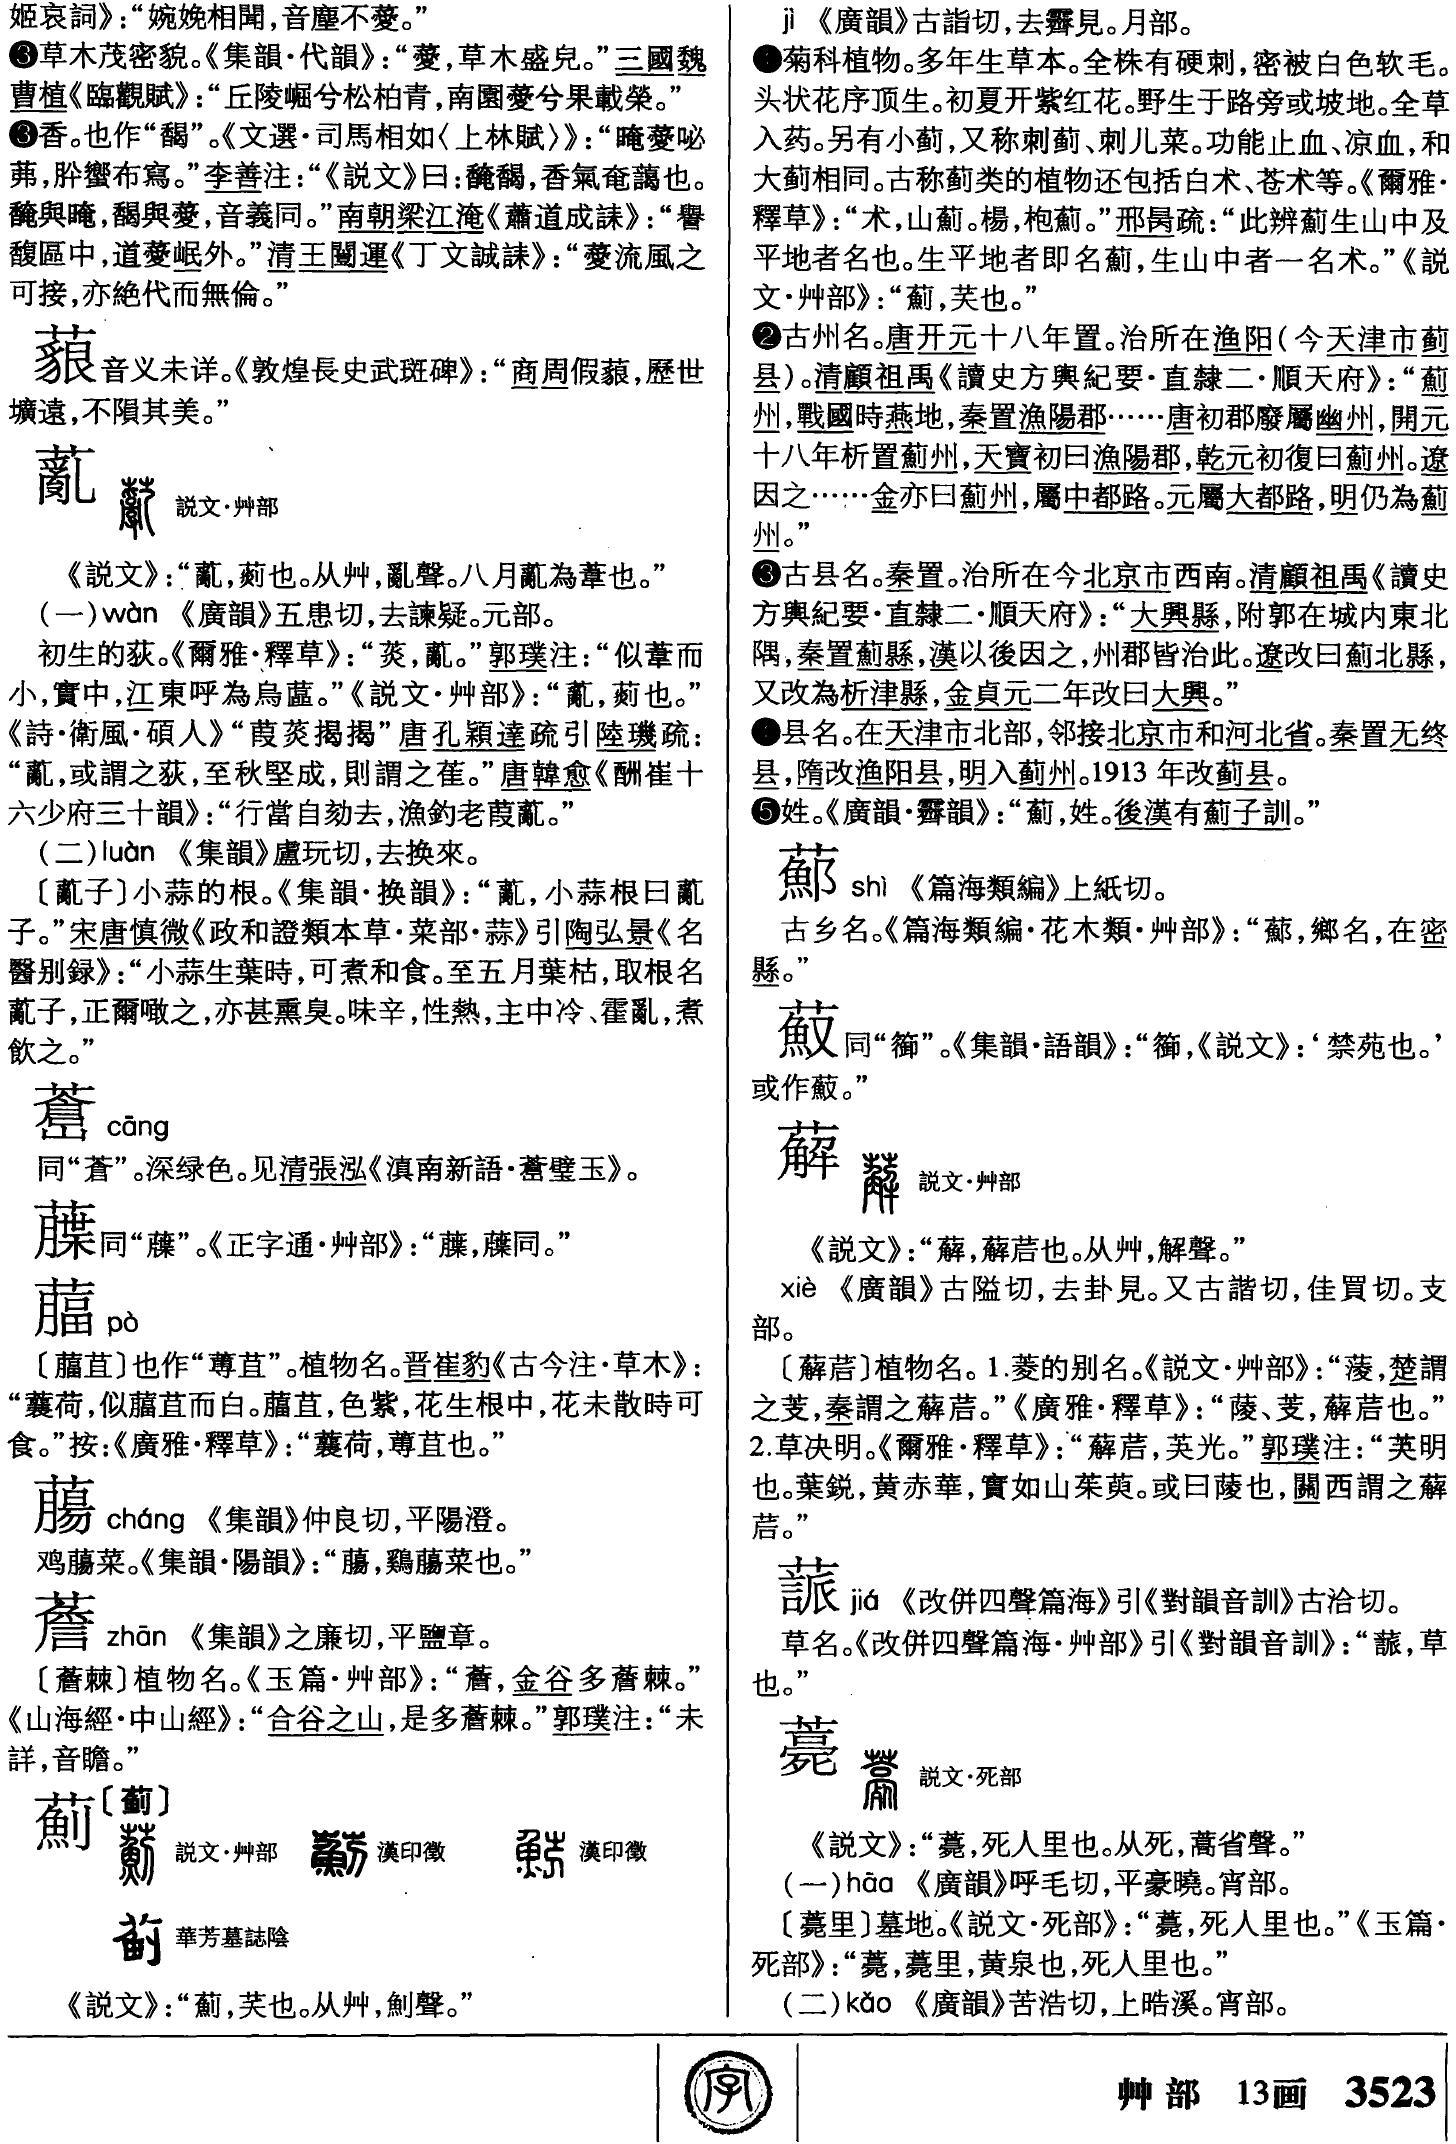 姬哀詞》：“婉娩相聞，音塵不薆。”
❸草木茂密貌。《集韻·代韻》：“薆，草木盛皃。”三國魏
曹植《臨觀賦》：“丘陵崛兮松柏青，南園薆兮果載榮。”
❸香。也作“馤”。《文選·司馬相如〈上林賦〉》：“晻薆咇
茀，肸蠁布寫。”李善注：“《説文》曰：馣馤，香氣奄藹也。
馣與晻，馤與薆，音義同。”南朝梁江淹《蕭道成誄》：“譽
馥區中，道薆岷外。”清王闓運《丁文誠誄》：“薆流風之
可接，亦絶代而無倫。”
藽音义未详。《敦煌長史武斑碑》：“商周假藐，歷世
壙遠，不隕其美。”
薍 説文·艸部
《説文》：“薍，䓞也。从艸，亂聲。八月薍為葦也。”
(一)wàn 《廣韻》五患切，去諫疑。元部。
初生的荻。《爾雅·釋草》：“菼，薍。”郭璞注：“似葦而
小，實中，江東呼為烏蓲。”《説文·艸部》：“薍，䓞也。”
《詩·衛風·碩人》“葭菼揭揭”唐孔穎達疏引陸璣疏：
“薍，或謂之荻，至秋堅成，則謂之萑。”唐韓愈《酬崔十
六少府三十韻》：“行當自劾去，漁釣老葭薍。”
(二)luàn 《集韻》盧玩切，去换來。
〔薍子〕小蒜的根。《集韻·换韻》：“薍，小蒜根曰薍
子。”宋唐慎微《政和證類本草·菜部·蒜》引陶弘景《名
醫别録》：“小蒜生葉時，可煮和食。至五月葉枯，取根名
薍子，正爾噉之，亦甚熏臭。味辛，性熱，主中冷、霍亂，煮
飲之。”
cāng
同“蒼”。深绿色。见清張泓《滇南新語·璧玉》。
同“”。《正字通·艸部》：“同。”
pò
〔苴〕也作“蒪苴”。植物名。晋崔豹《古今注·草木》：
“蘘荷，似苴而白。苴，色紫，花生根中，花未散時可
食。”按：《廣雅·釋草》：“蘘荷，蒪苴也。”
cháng 《集韻》仲良切，平陽澄。
鸡菜。《集韻·陽韻》：“鷄菜也。”
薝 zhān 《集韻》之廉切，平鹽章。
〔薝棘〕植物名。《玉篇·艸部》：“薝，金谷多薝棘。”
《山海經·中山經》：“合谷之山，是多薝棘。”郭璞注：“未
詳，音瞻。”
薊〔蓟〕
説文·艸部 漢印徵 漢印徵
華芳墓誌陰
《説文》：“薊，芺也。从艸，魝聲。”
jì 《廣韻》古詣切，去霽見。月部。
❶菊科植物。多年生草本。全株有硬刺，密被白色软毛。
头状花序顶生。初夏开紫红花。野生于路旁或坡地。全草
入药。另有小蓟，又称刺蓟、刺儿菜。功能止血、凉血，和
大蓟相同。古称蓟类的植物还包括白术、苍术等。《爾雅·
釋草》：“术，山薊。楊，枹薊。”邢昺疏：“此辨薊生山中及
平地者名也。生平地者即名薊，生山中者一名术。”《説
文·艸部》：“薊，芺也。”
❷古州名。唐开元十八年置。治所在渔阳(今天津市蓟
县)。清顧祖禹《讀史方輿紀要·直隸二·順天府》：“薊
州，戰國時燕地，秦置漁陽郡……唐初郡廢屬幽州，開元
十八年析置薊州，天寶初曰漁陽郡，乾元初復曰薊州。遼
因之……金亦曰薊州，屬中都路。元屬大都路，明仍為薊
州。”
❸古县名。秦置。治所在今北京市西南。清顧祖禹《讀史
方輿紀要·直隸二·順天府》：“大興縣，附郭在城内東北
隅，秦置薊縣，漢以後因之，州郡皆治此。遼改曰薊北縣，
又改為析津縣，金貞元二年改曰大興。”
❹县名。在天津市北部，邻接北京市和河北省。秦置无终
县，隋改渔阳县，明入蓟州。1913年改蓟县。
❺姓。《廣韻·霽韻》：“薊，姓。後漢有薊子訓。”
shì 《篇海類編》上紙切。
古乡名。《篇海類編·花木類·艸部》：“鄉名，在密
縣。”
同“籞”。《集韻·語韻》：“籞，《説文》：‘禁苑也。’
或作。”
薢 説文·艸部
《説文》：“薢，薢茩也。从艸，解聲。”
xiè 《廣韻》古隘切，去卦見。又古諧切，佳買切。支
部。
〔薢茩〕植物名。1.菱的别名。《説文·艸部》：“蔆，楚謂
之芰，秦謂之薢茩。”《廣雅·釋草》：“蔆、芰，薢茩也。”
2.草决明。《爾雅·釋草》：“薢茩，芵光。”郭璞注：“芵明
也。葉鋭，黄赤華，實如山茱萸。或曰蔆也，關西謂之薢
茩。”
jiá 《改併四聲篇海》引《對韻音訓》古洽切。
草名。《改併四聲篇海·艸部》引《對韻音訓》：“草
也。”
薨 説文·死部
《説文》：“薧，死人里也。从死，蒿省聲。”
(一)hāo 《廣韻》呼毛切，平豪曉。宵部。
〔薧里〕墓地。《説文·死部》：“薧，死人里也。”《玉篇·
死部》：“薧，薧里，黄泉也，死人里也。”
(二)kǎo 《廣韻》苦浩切，上晧溪。宵部。
字
艸部 13画 3523